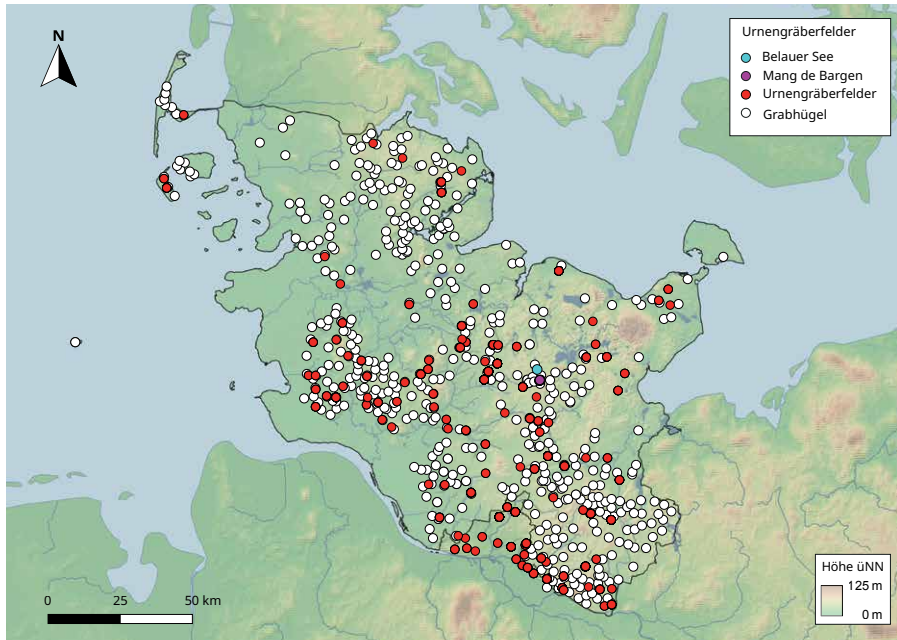 N
Urnengräberfelder
Belauer See
Mang de Bargen
Urnengräberfelder
Grabhügel
Höhe üNN
125 m
0 m
0 25 50 km